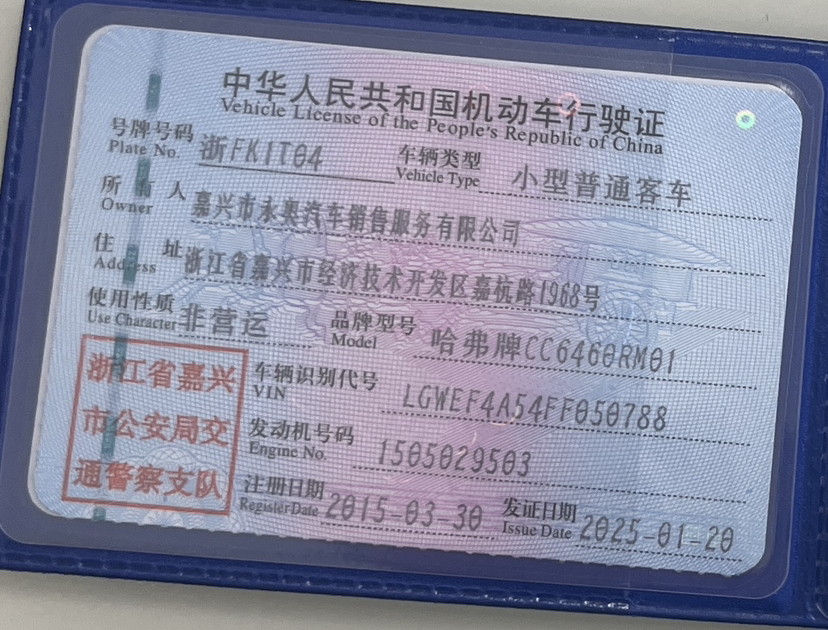 中华人民共和国机动车行驶证
Vehicle License of the People's Republic of China
号牌号码 浙FK1T04 车辆类型 小型普通客车
Plate No. Vehicle Type
所有人 嘉兴市永奥汽车销售服务有限公司
Owner
住址 浙江省嘉兴市经济技术开发区嘉杭路1968号
Address
使用性质 非营运 品牌型号 哈弗牌CC6460RM01
Use Character Model
浙江省嘉兴
市公安局交
通警察支队
车辆识别代号 LGWEF4A54FF050788
VIN
发动机号码 1505029503
Engine No.
注册日期 2015-03-30 发证日期 2025-01-20
Register Date Issue Date